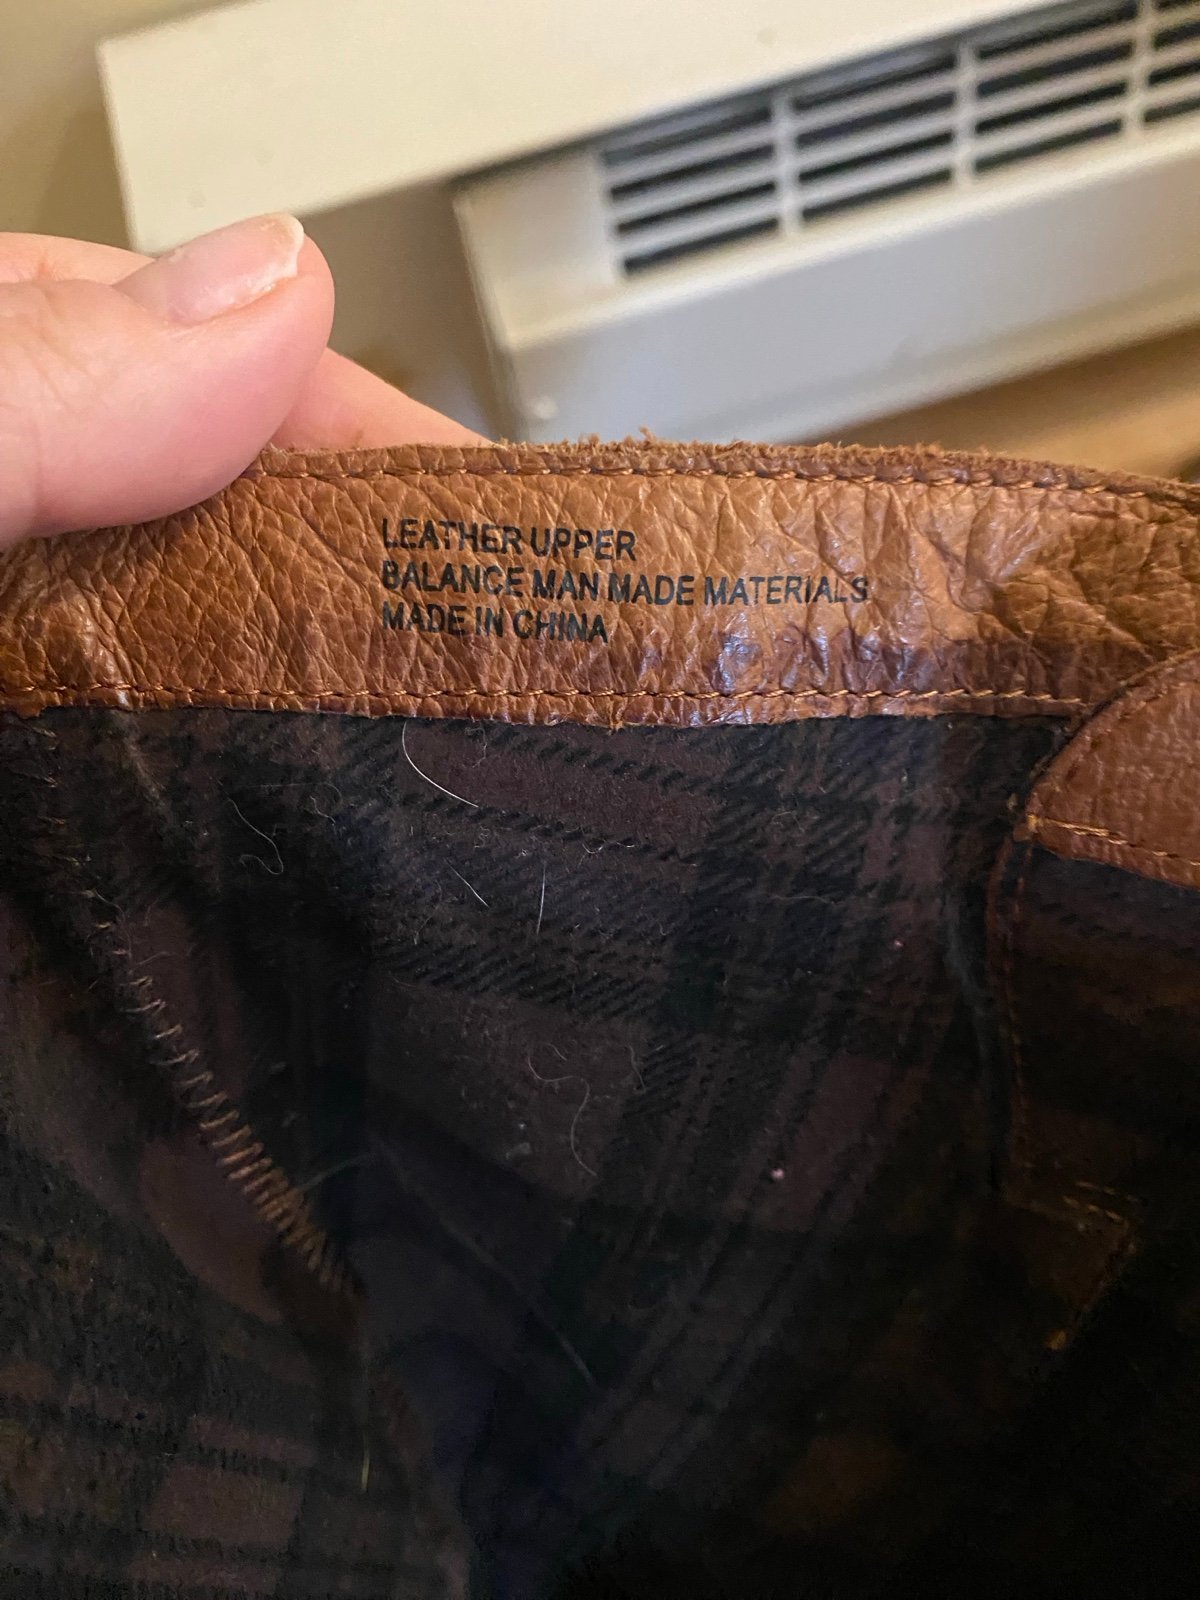 LEATHER UPPER
BALANCE MAN MADE MATERIALS
MADE IN CHINA